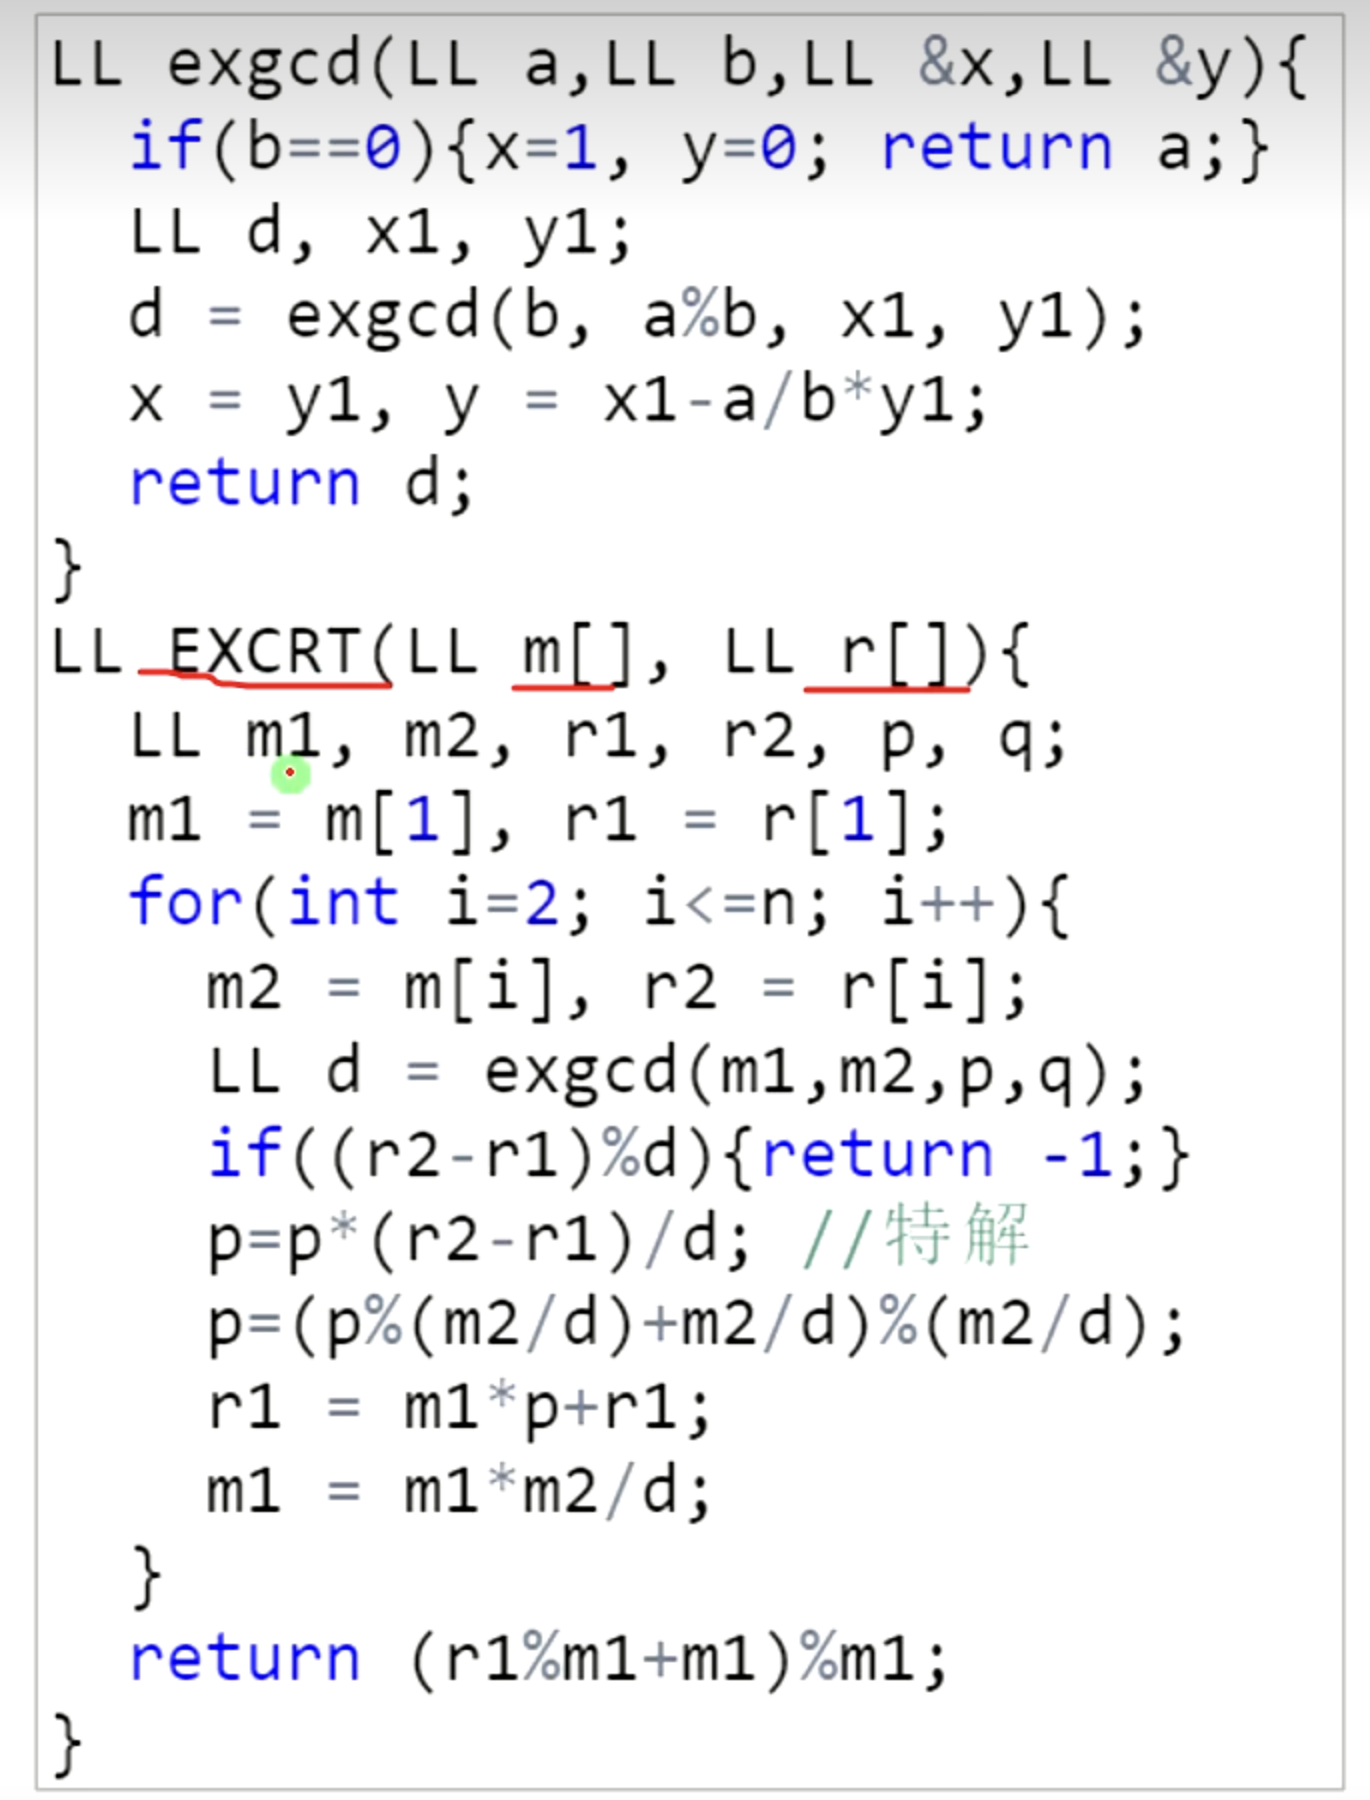 LL exgcd(LL a,LL b,LL &x,LL &y){
if(b==0){x=1, y=0; return a;}
LL d, x1, y1;
d = exgcd(b, a%b, x1, y1);
x = y1, y = x1-a/b*y1;
return d;
}
LL EXCRT(LL m[], LL r[]){
LL m1, m2, r1, r2, p, q;
m1 = m[1], r1 = r[1];
for(int i=2; i<=n; i++){
m2 = m[i], r2 = r[i];
LL d = exgcd(m1,m2,p,q);
if((r2-r1)%d){return -1;}
p=p*(r2-r1)/d; //特解
p=(p%(m2/d)+m2/d)%(m2/d);
r1 = m1*p+r1;
m1 = m1*m2/d;
}
return (r1%m1+m1)%m1;
}